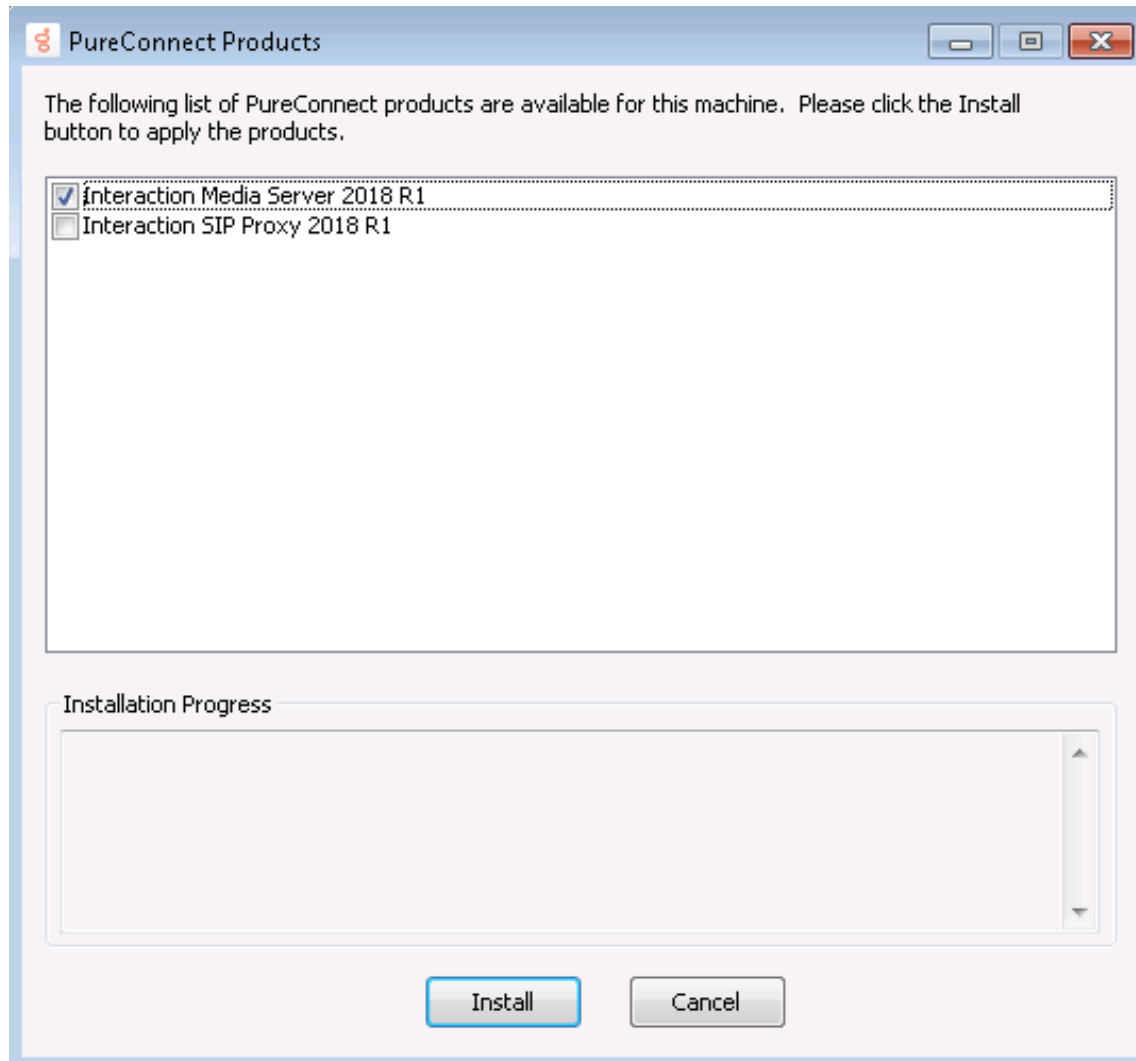 PureConnect Products
The following list of PureConnect products are available for this machine.  Please click the Install
button to apply the products.
Interaction Media Server 2018 R1
Interaction SIP Proxy 2018 R1
Installation Progress
Install
Cancel